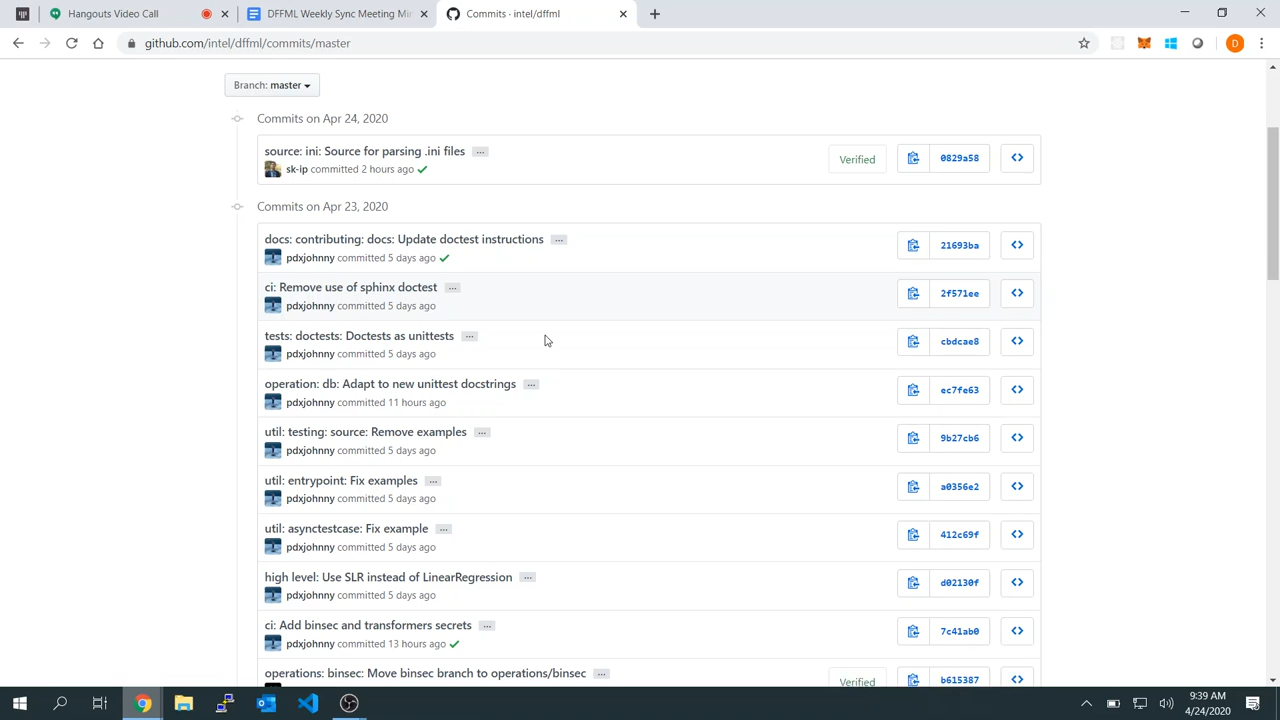 Hangouts Video Call
DFFML Weekly Sync Meeting Min
Commits · intel/dffml
github.com/intel/dffml/commits/master
D
Branch: master
Commits on Apr 24, 2020
source: ini: Source for parsing .ini files ...
sk-ip committed 2 hours ago
Verified
0829a58
Commits on Apr 23, 2020
docs: contributing: docs: Update doctest instructions ...
pdxjohnny committed 5 days ago
21693ba
ci: Remove use of sphinx doctest ...
pdxjohnny committed 5 days ago
2f571ee
tests: doctests: Doctests as unittests ...
pdxjohnny committed 5 days ago
cbdcae8
operation: db: Adapt to new unittest docstrings ...
pdxjohnny committed 11 hours ago
ec7fe63
util: testing: source: Remove examples ...
pdxjohnny committed 5 days ago
9b27cb6
util: entrypoint: Fix examples ...
pdxjohnny committed 5 days ago
a0356e2
util: asynctestcase: Fix example ...
pdxjohnny committed 5 days ago
412c69f
high level: Use SLR instead of LinearRegression ...
pdxjohnny committed 5 days ago
d02130f
ci: Add binsec and transformers secrets ...
pdxjohnny committed 13 hours ago
7c41ab0
operations: binsec: Move binsec branch to operations/binsec ...
Verified
b615387
9:39 AM
4/24/2020